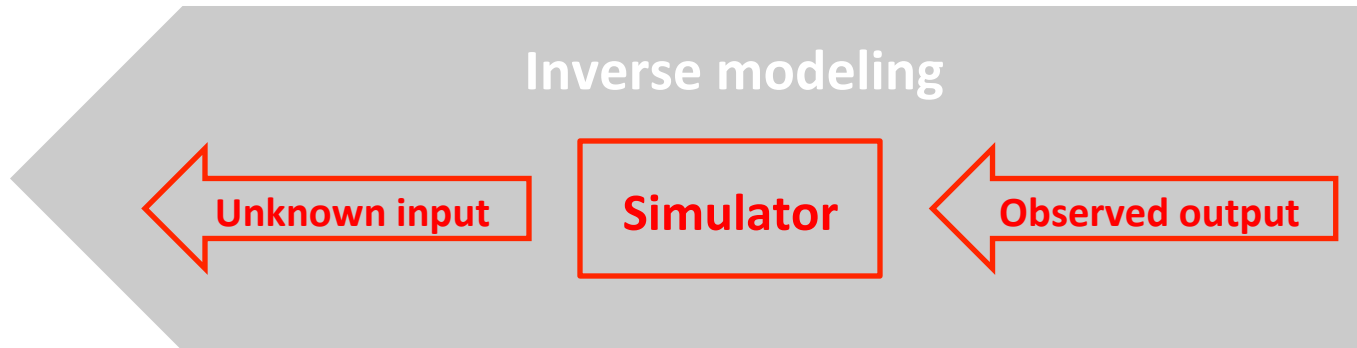 Inverse modeling
Unknown input
Simulator
Observed output